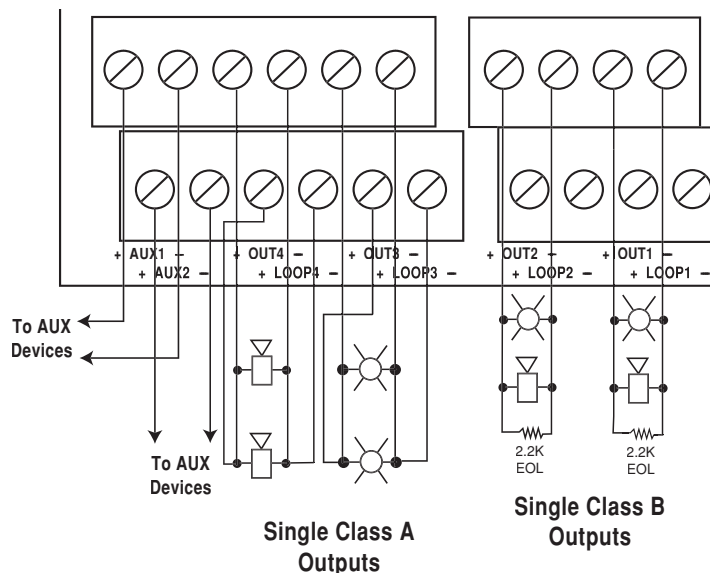 + AUX1 − + OUT4 − + OUT3 − + OUT2 − + OUT1 −
+ AUX2 − + LOOP4 − + LOOP3 − + LOOP2 − + LOOP1 −
To AUX
Devices
To AUX
Devices
2.2K
EOL
2.2K
EOL
Single Class A
Outputs
Single Class B
Outputs